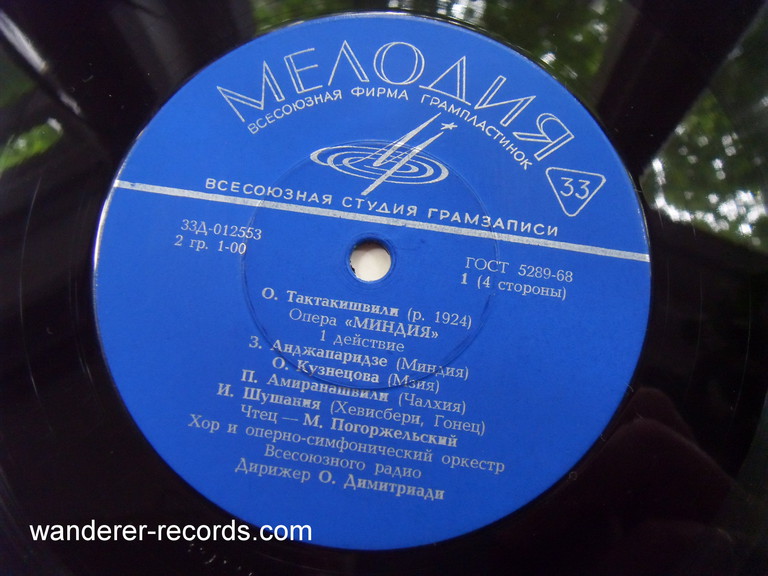 МЕЛОДИЯ
ВСЕСОЮЗНАЯ ФИРМА ГРАМПЛАСТИНОК
33
ВСЕСОЮЗНАЯ СТУДИЯ ГРАМЗАПИСИ
33Д-012553
2 гр. 1-00
ГОСТ 5289-68
1 (4 стороны)
О. Тактакишвили (р. 1924)
Опера «МИНДИЯ»
1 действие
З. Анджапаридзе (Миндия)
О. Кузнецова (Мзия)
П. Амиранашвили (Чалхия)
И. Шушания (Хевисбери, Гонец)
Чтец — М. Погоржельский
Хор и оперно-симфонический оркестр
Всесоюзного радио
Дирижер О. Димитриади
wanderer-records.com